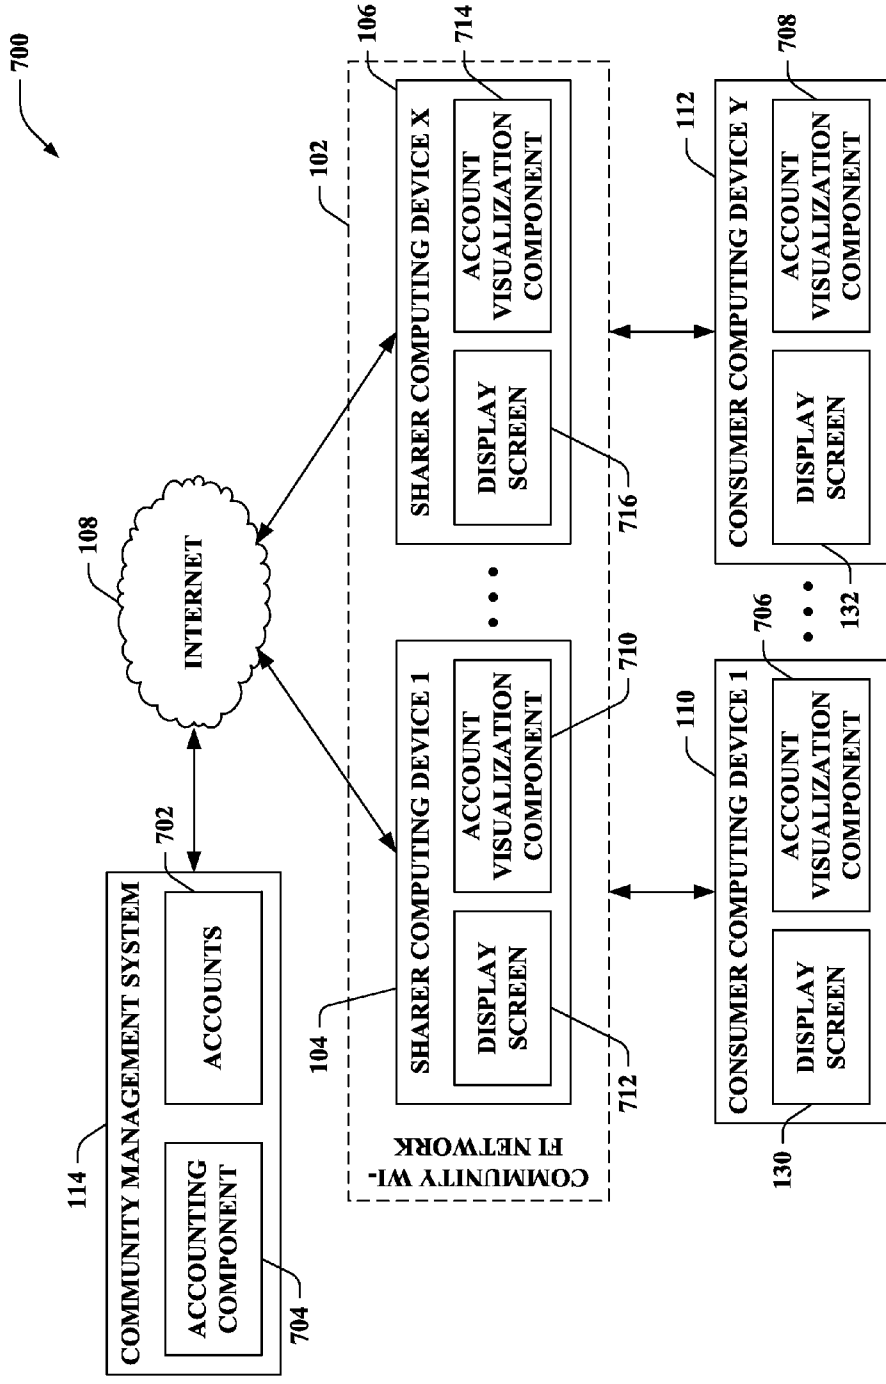 700
114
COMMUNITY MANAGEMENT SYSTEM
ACCOUNTING
COMPONENT
704
ACCOUNTS
702
108
INTERNET
102
COMMUNITY WI-
FI NETWORK
104
SHARER COMPUTING DEVICE 1
DISPLAY
SCREEN
712
ACCOUNT
VISUALIZATION
COMPONENT
710
106
SHARER COMPUTING DEVICE X
DISPLAY
SCREEN
716
ACCOUNT
VISUALIZATION
COMPONENT
714
110
CONSUMER COMPUTING DEVICE 1
DISPLAY
SCREEN
130
ACCOUNT
VISUALIZATION
COMPONENT
706
112
CONSUMER COMPUTING DEVICE Y
DISPLAY
SCREEN
132
ACCOUNT
VISUALIZATION
COMPONENT
708